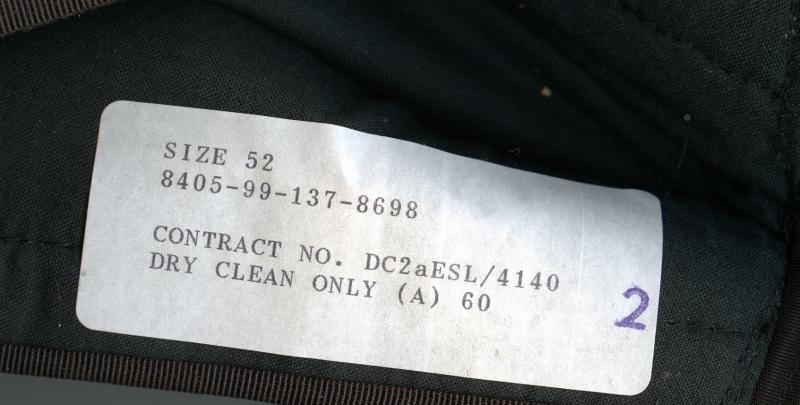 SIZE 52
8405-99-137-8698
CONTRACT NO. DC2aESL/4140
DRY CLEAN ONLY (A) 60
2